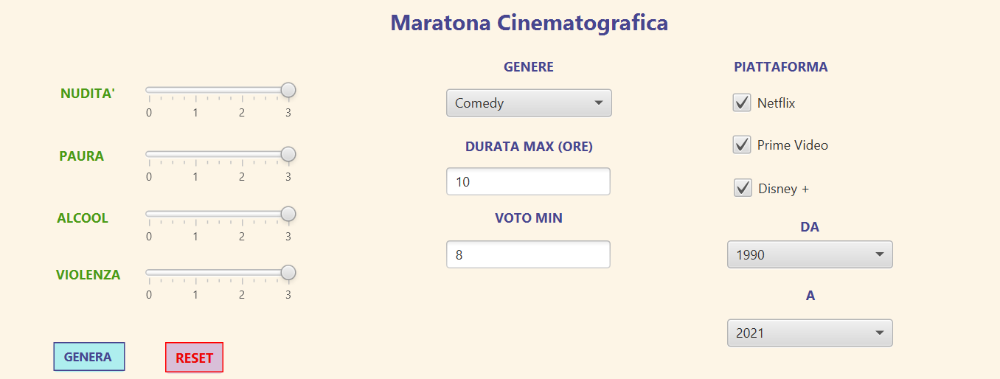 Maratona Cinematografica
NUDITA'
0 1 2 3
PAURA
0 1 2 3
ALCOOL
0 1 2 3
VIOLENZA
0 1 2 3
GENERA RESET
GENERE
Comedy
DURATA MAX (ORE)
10
VOTO MIN
8
PIATTAFORMA
Netflix
Prime Video
Disney +
DA
1990
A
2021